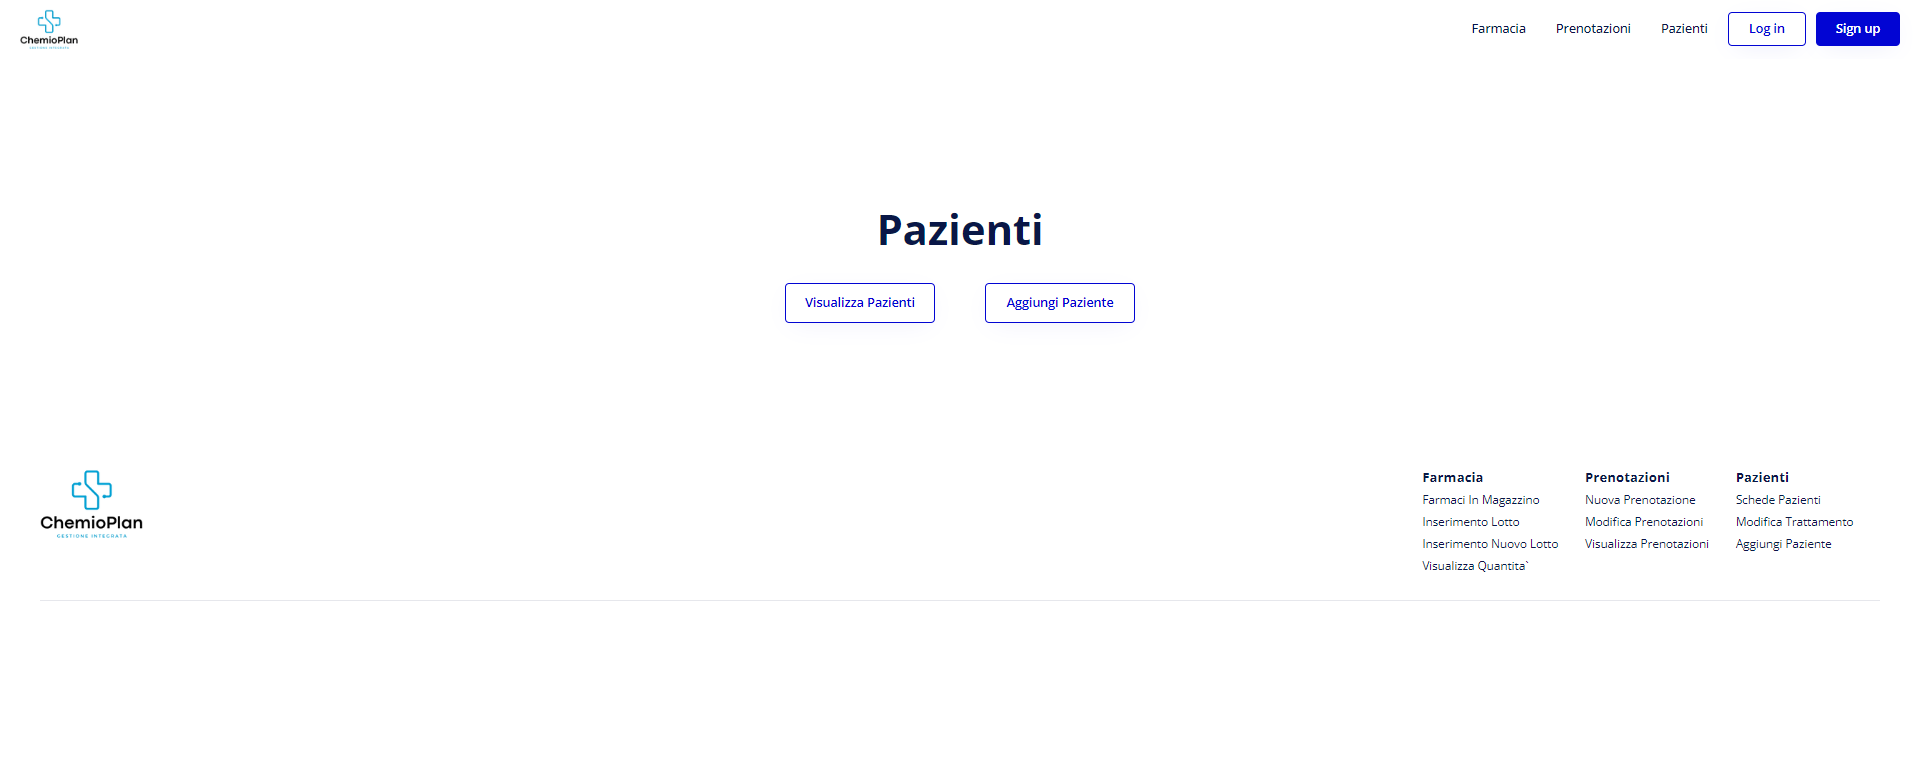 ChemioPlan
GESTIONE INTEGRATA
Farmacia
Prenotazioni
Pazienti
Log in
Sign up
Pazienti
Visualizza Pazienti
Aggiungi Paziente
ChemioPlan
GESTIONE INTEGRATA
Farmacia
Farmaci In Magazzino
Inserimento Lotto
Inserimento Nuovo Lotto
Visualizza Quantita`
Prenotazioni
Nuova Prenotazione
Modifica Prenotazioni
Visualizza Prenotazioni
Pazienti
Schede Pazienti
Modifica Trattamento
Aggiungi Paziente